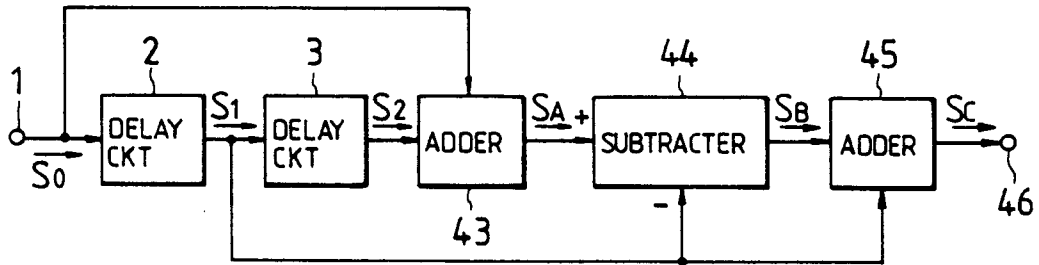 1
2
3
44
45
S0
DELAY
CKT
S1
DELAY
CKT
S2
ADDER
SA
+
SUBTRACTER
SB
ADDER
SC
43
-
46